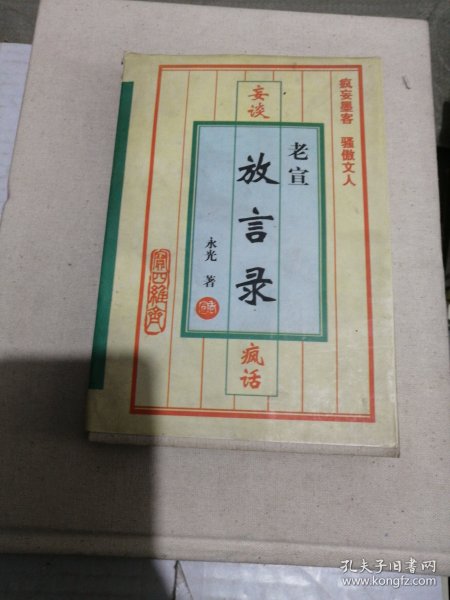 疯妄墨客 骚傲文人
妄谈
老宣
放言录
永光 著
疯话
孔夫子旧书网
www.kongfz.com